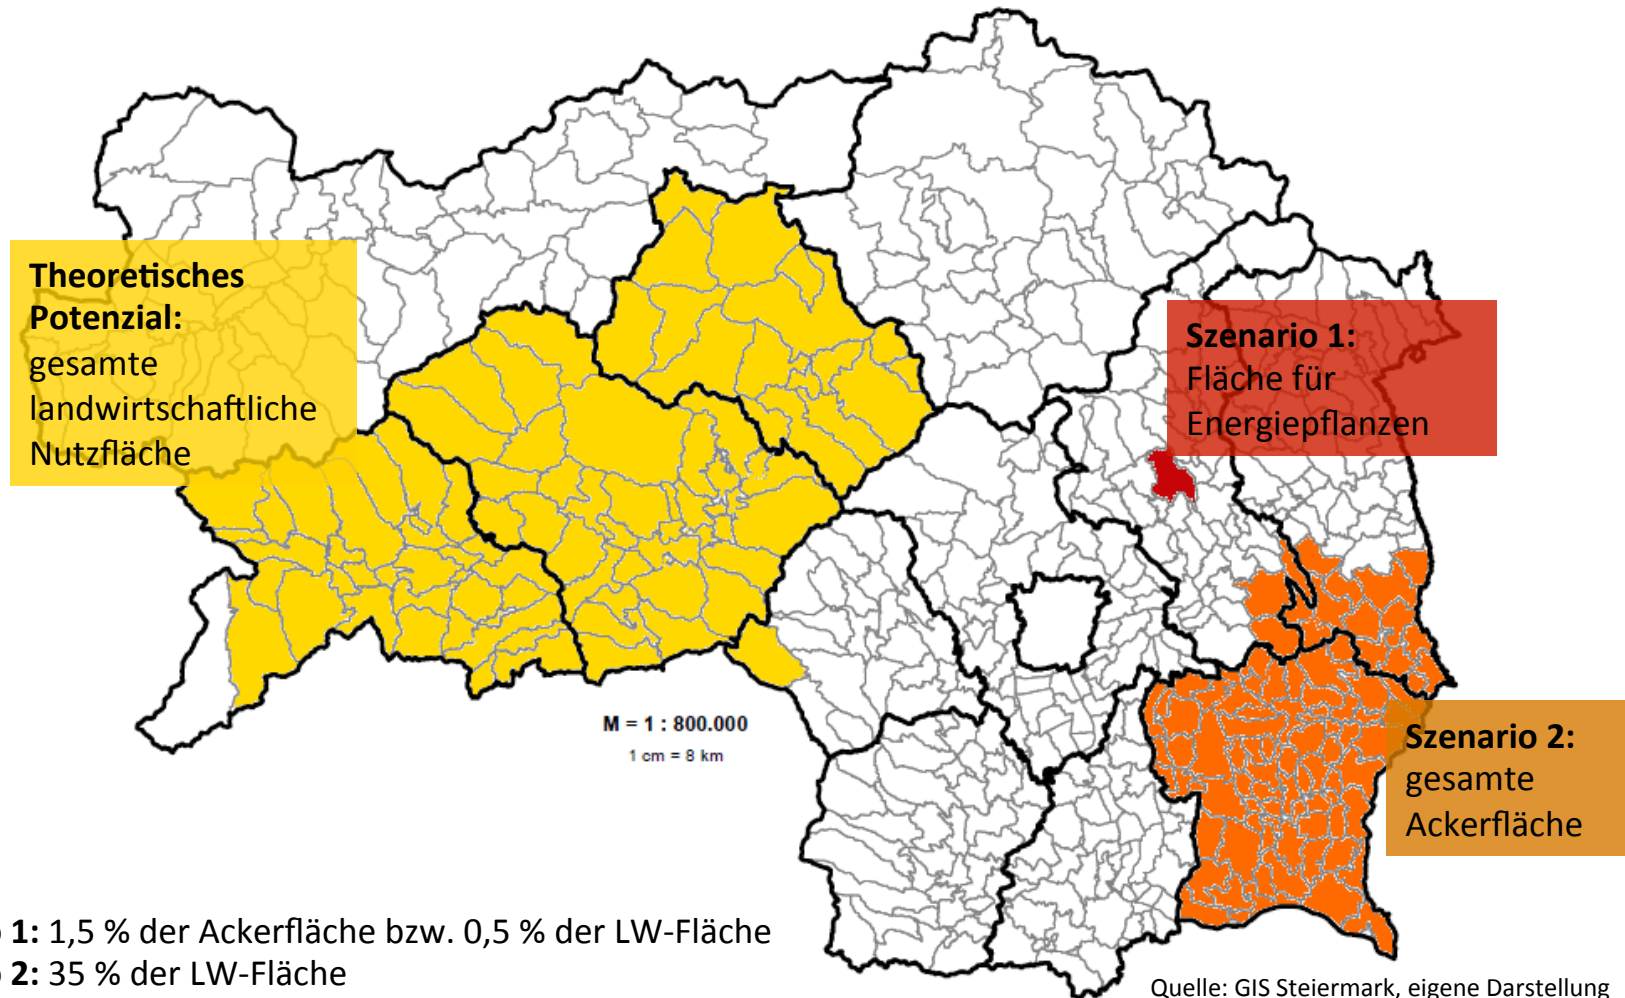 Theoretisches
Potenzial:
gesamte
landwirtschaftliche
Nutzfläche
Szenario 1:
Fläche für
Energiepflanzen
M = 1 : 800.000
1 cm = 8 km
Szenario 2:
gesamte
Ackerfläche
1: 1,5 % der Ackerfläche bzw. 0,5 % der LW-Fläche
2: 35 % der LW-Fläche
Quelle: GIS Steiermark, eigene Darstellung